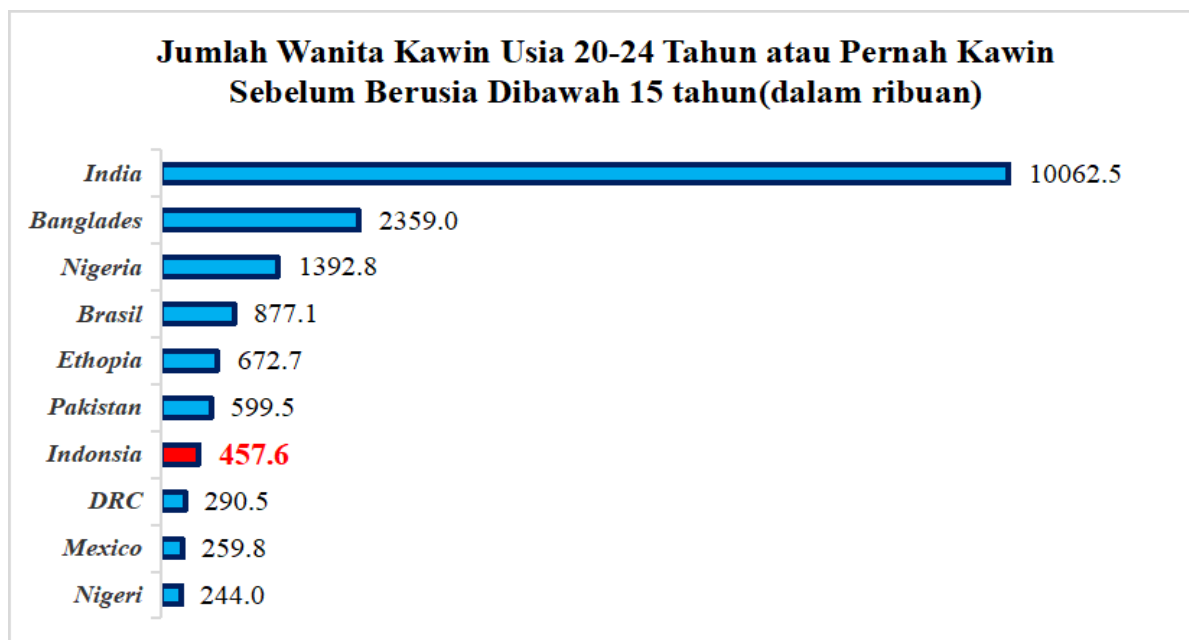 Jumlah Wanita Kawin Usia 20-24 Tahun atau Pernah Kawin
Sebelum Berusia Dibawah 15 tahun(dalam ribuan)
India 10062.5
Banglades 2359.0
Nigeria 1392.8
Brasil 877.1
Ethopia 672.7
Pakistan 599.5
Indonsia 457.6
DRC 290.5
Mexico 259.8
Nigeri 244.0